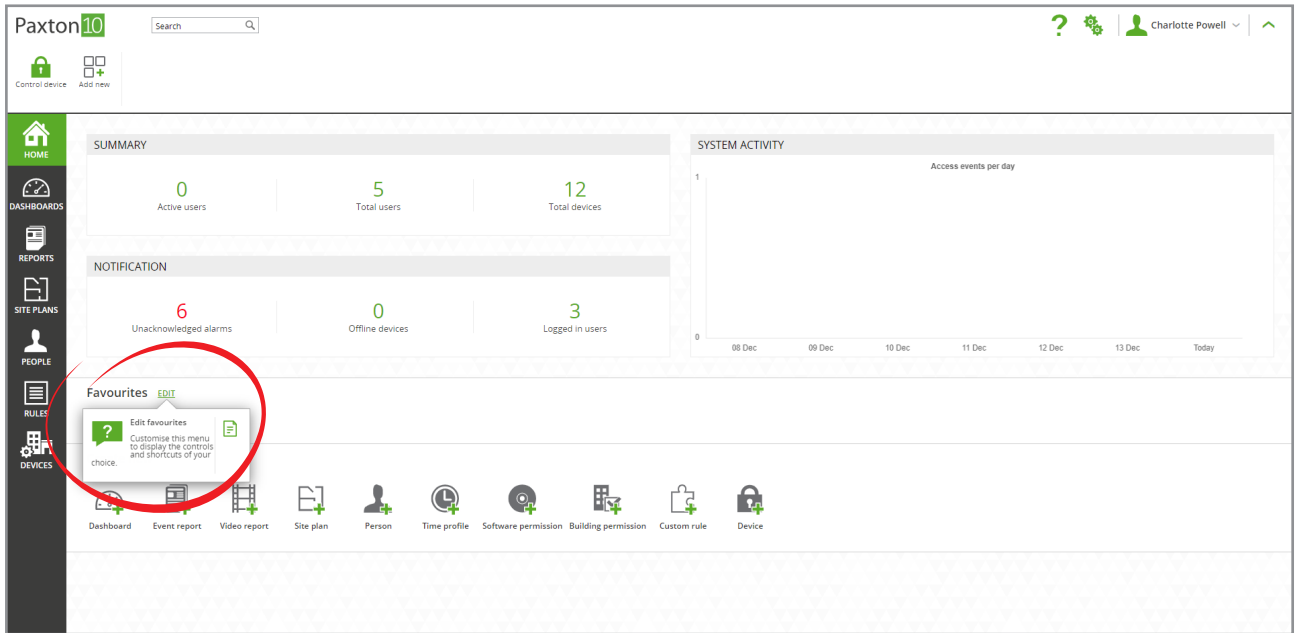 Paxton10
Search
Charlotte Powell
Control device
Add new
HOME
DASHBOARDS
REPORTS
SITE PLANS
PEOPLE
RULES
DEVICES
SUMMARY
0
Active users
5
Total users
12
Total devices
NOTIFICATION
6
Unacknowledged alarms
0
Offline devices
3
Logged in users
SYSTEM ACTIVITY
Access events per day
1
0
08 Dec
09 Dec
10 Dec
11 Dec
12 Dec
13 Dec
Today
Favourites EDIT
Edit favourites
Customise this menu
to display the controls
and shortcuts of your
choice.
Dashboard
Event report
Video report
Site plan
Person
Time profile
Software permission
Building permission
Custom rule
Device